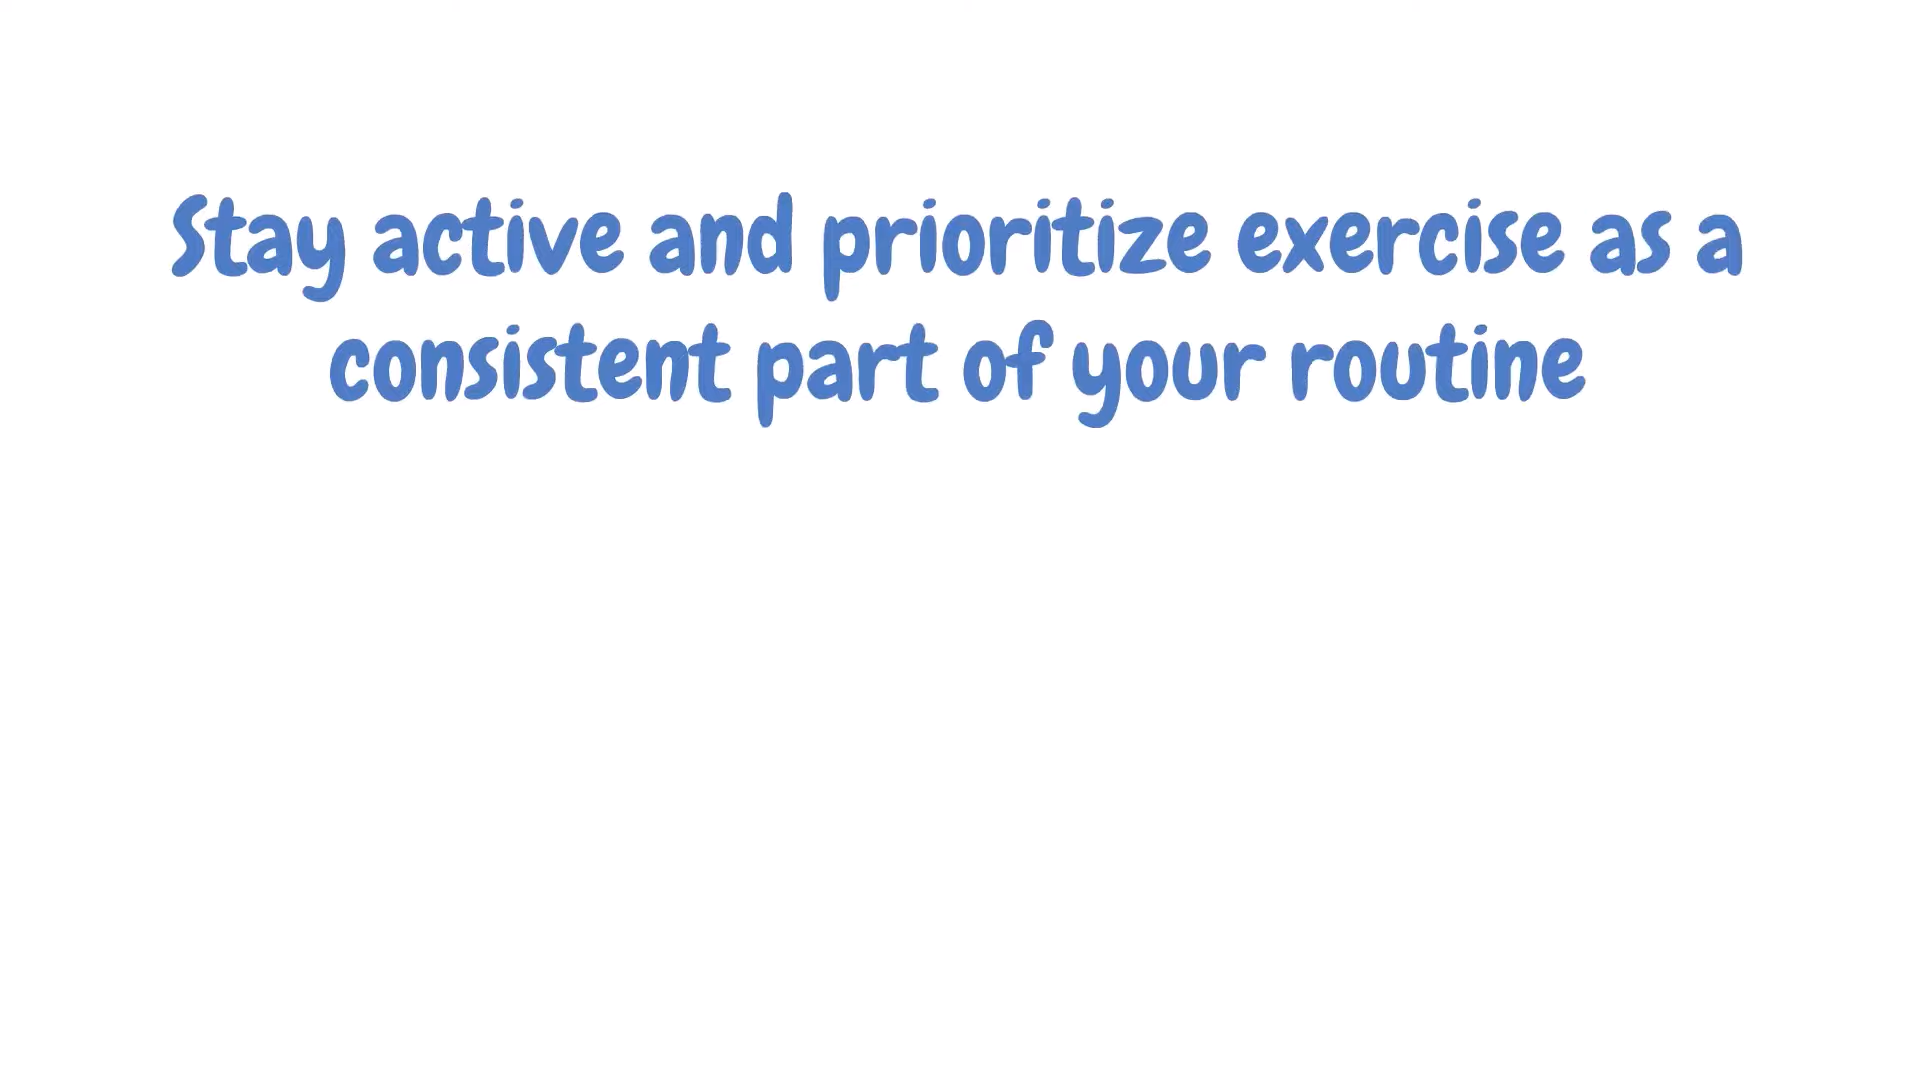 Stay active and prioritize exercise as a
consistent part of your routine